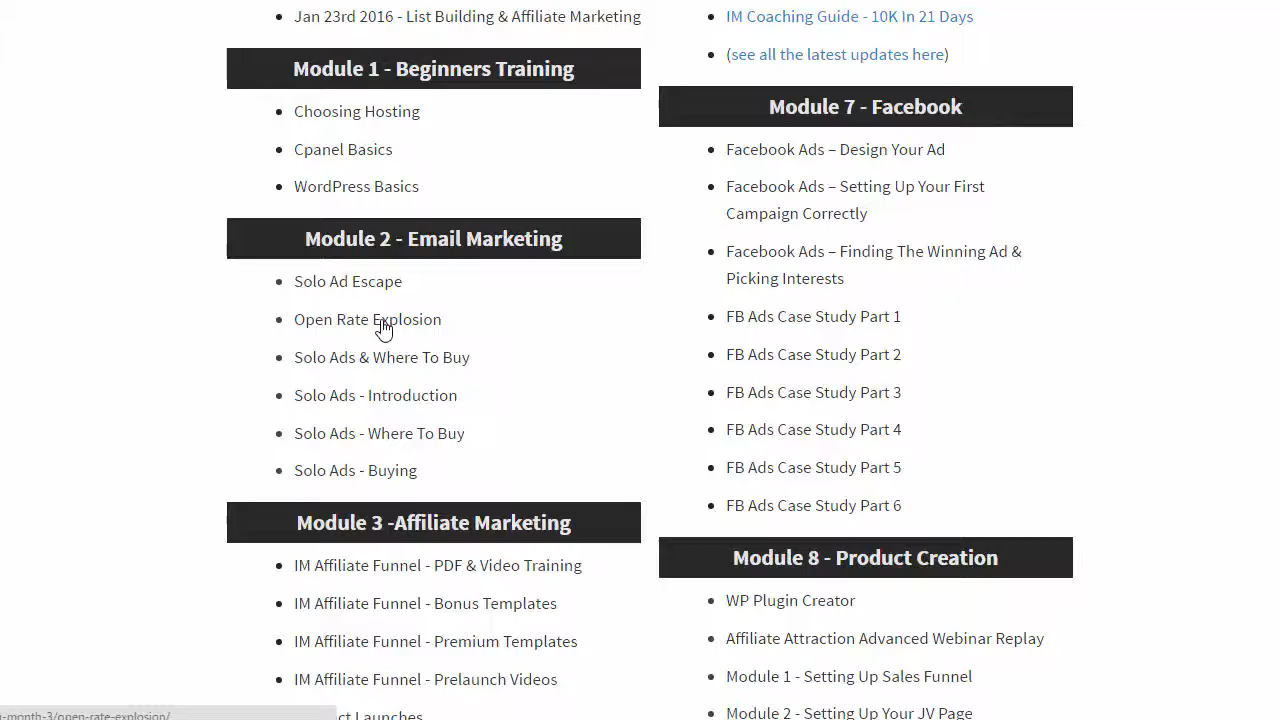 Jan 23rd 2016 - List Building & Affiliate Marketing
Module 1 - Beginners Training
Choosing Hosting
Cpanel Basics
WordPress Basics
Module 2 - Email Marketing
Solo Ad Escape
Open Rate Explosion
Solo Ads & Where To Buy
Solo Ads - Introduction
Solo Ads - Where To Buy
Solo Ads - Buying
Module 3 -Affiliate Marketing
IM Affiliate Funnel - PDF & Video Training
IM Affiliate Funnel - Bonus Templates
IM Affiliate Funnel - Premium Templates
IM Affiliate Funnel - Prelaunch Videos
Launches
-month-3/open-rate-explosion/
IM Coaching Guide - 10K In 21 Days
(see all the latest updates here)
Module 7 - Facebook
Facebook Ads – Design Your Ad
Facebook Ads – Setting Up Your First
Campaign Correctly
Facebook Ads – Finding The Winning Ad &
Picking Interests
FB Ads Case Study Part 1
FB Ads Case Study Part 2
FB Ads Case Study Part 3
FB Ads Case Study Part 4
FB Ads Case Study Part 5
FB Ads Case Study Part 6
Module 8 - Product Creation
WP Plugin Creator
Affiliate Attraction Advanced Webinar Replay
Module 1 - Setting Up Sales Funnel
Module 2 - Setting Up Your JV Page